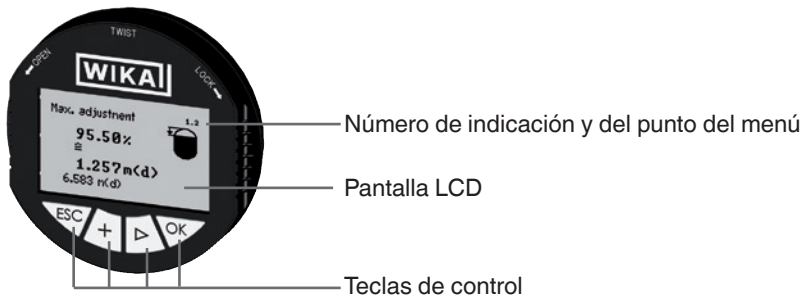 TWIST
OPEN
LOCK
WIKA
Max. adjustment
1.2
95.50%
≙
1.257m(d)
6.583 m(d)
ESC
+
OK
Número de indicación y del punto del menú
Pantalla LCD
Teclas de control